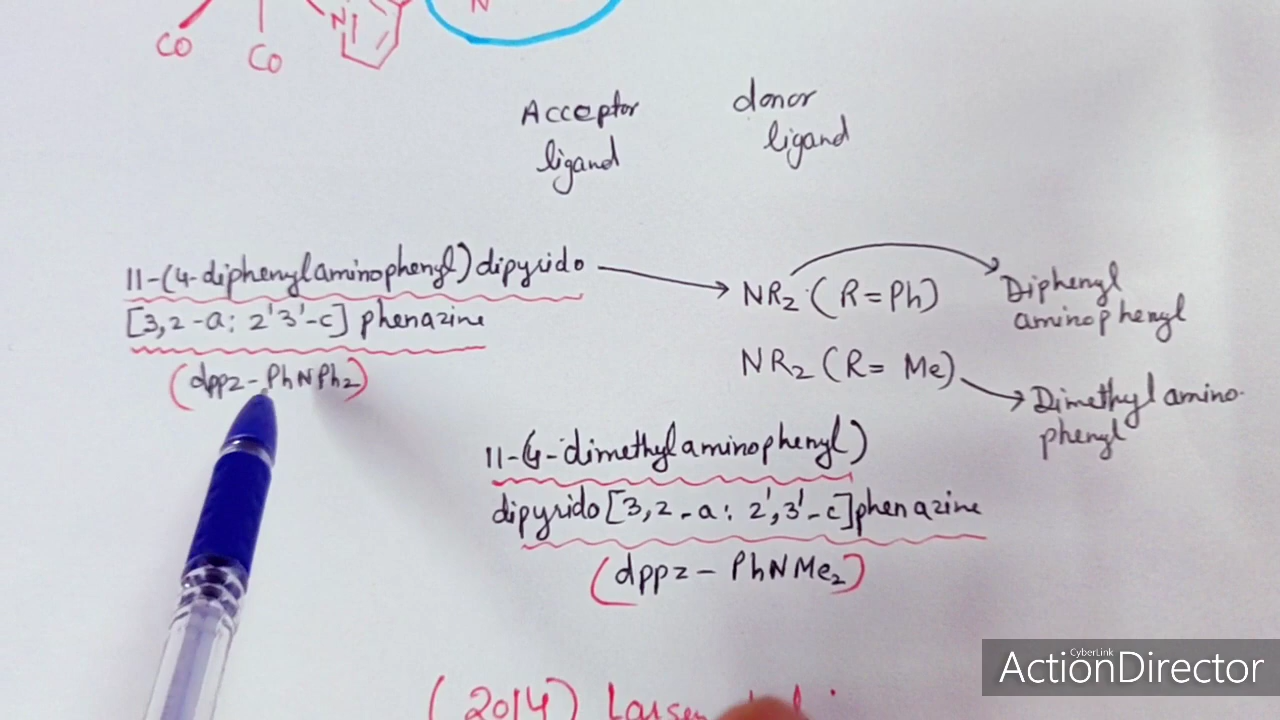 N
CO
CO
N
Acceptor
ligand
donor
ligand
11-(4-diphenylaminophenyl) dipyrido
[3,2-a: 2'3'-c] phenazine
(dppz-PhNPh2)
NR2 (R=Ph)
Diphenyl
aminophenyl
NR2 (R= Me)
Dimethylamino
phenyl
11-(4-dimethylaminophenyl)
dipyrido [3,2-a: 2',3'-c]phenazine
(dppz - PhNMe2)
(2014) Larsen
CyberLink
ActionDirector